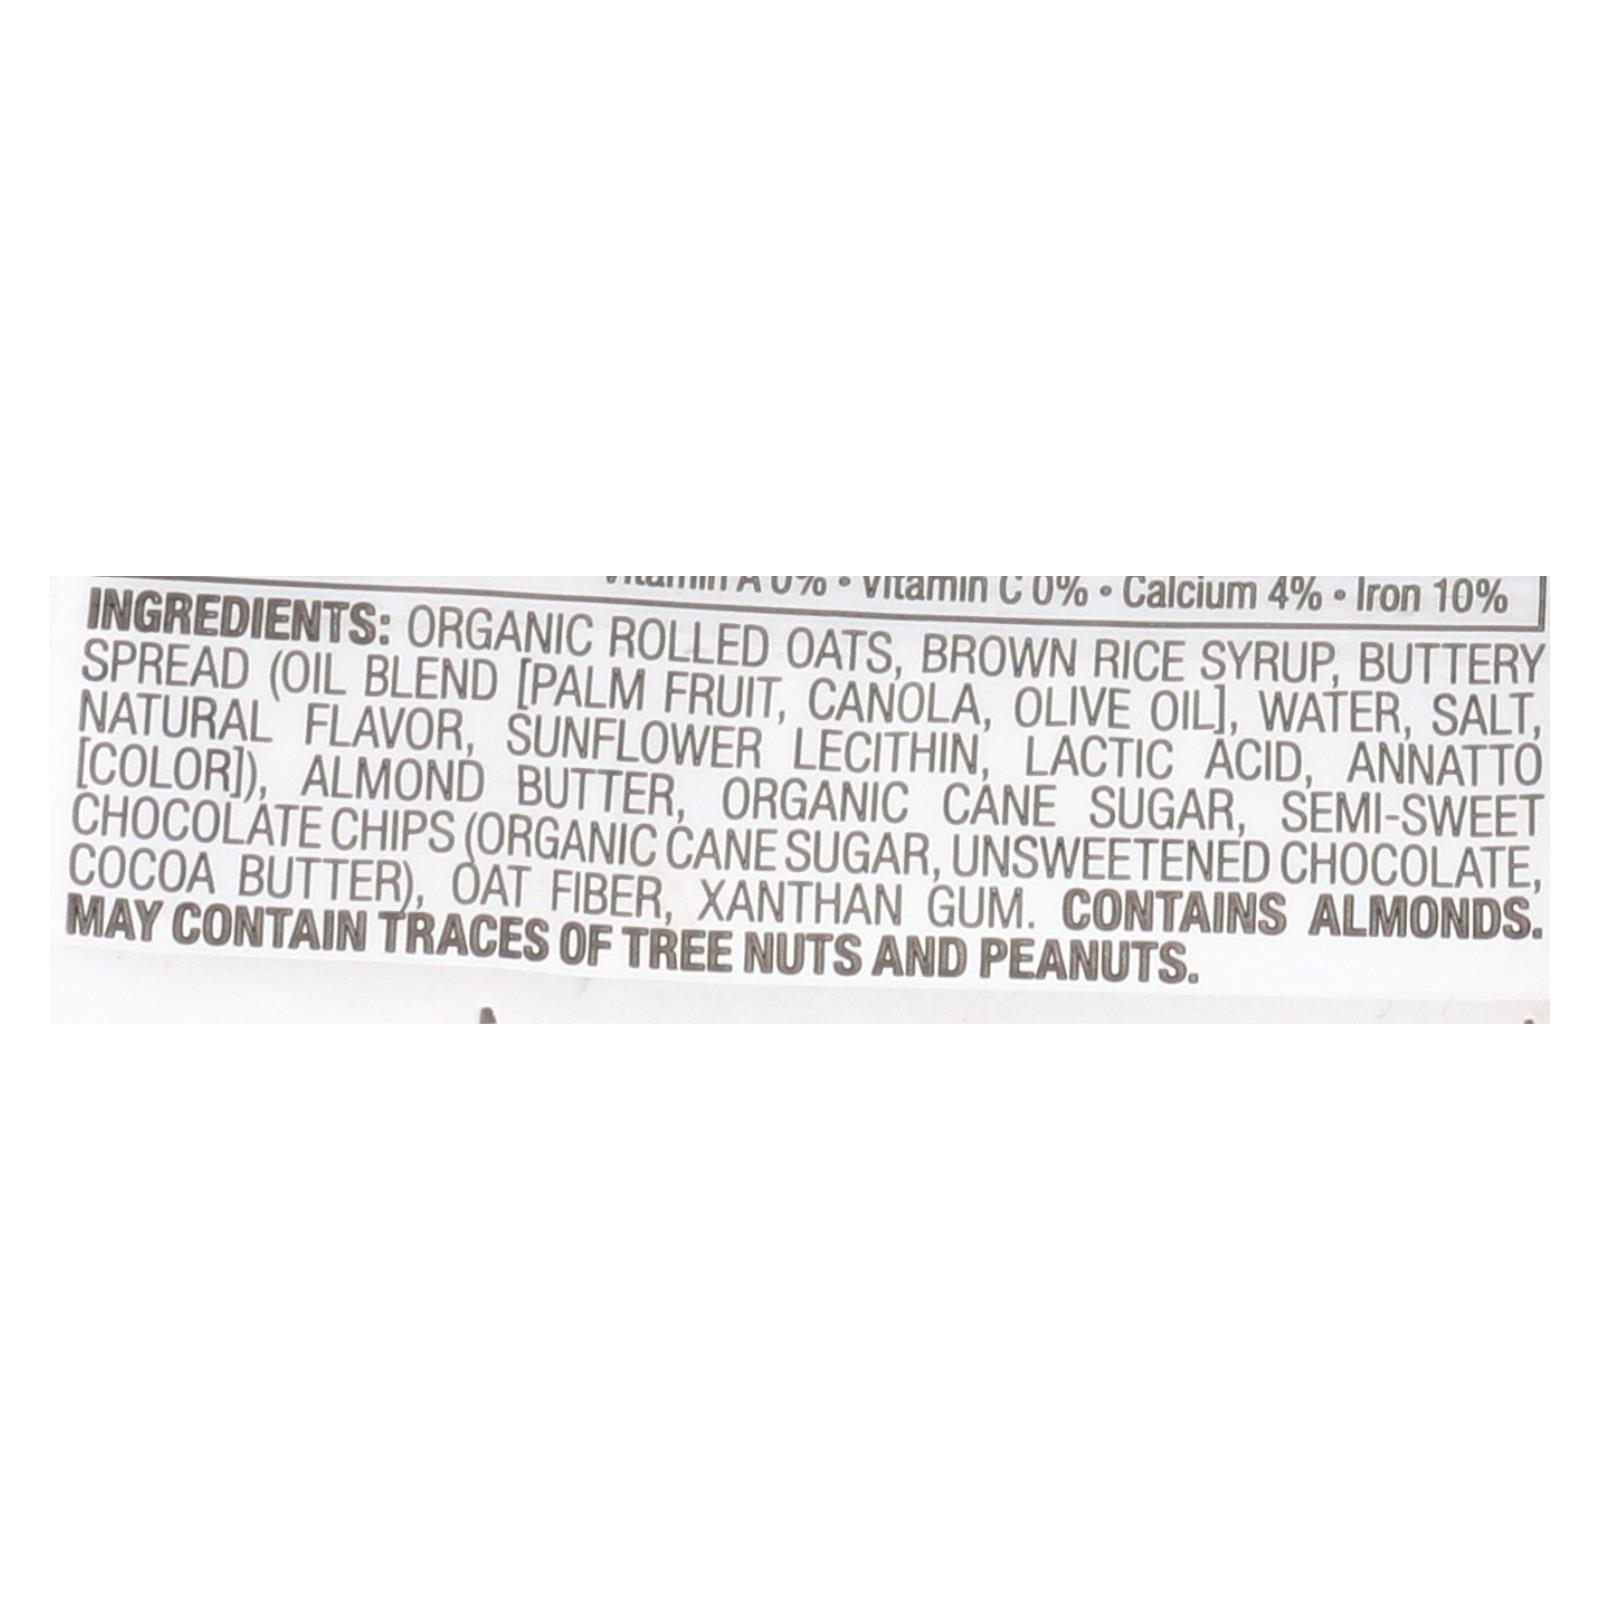 Vitamin A 0% • Vitamin C 0% • Calcium 4% • Iron 10%
INGREDIENTS: ORGANIC ROLLED OATS, BROWN RICE SYRUP, BUTTERY
SPREAD (OIL BLEND [PALM FRUIT, CANOLA, OLIVE OIL], WATER, SALT,
NATURAL FLAVOR, SUNFLOWER LECITHIN, LACTIC ACID, ANNATTO
[COLOR]), ALMOND BUTTER, ORGANIC CANE SUGAR, SEMI-SWEET
CHOCOLATE CHIPS (ORGANIC CANE SUGAR, UNSWEETENED CHOCOLATE,
COCOA BUTTER), OAT FIBER, XANTHAN GUM. CONTAINS ALMONDS.
MAY CONTAIN TRACES OF TREE NUTS AND PEANUTS.